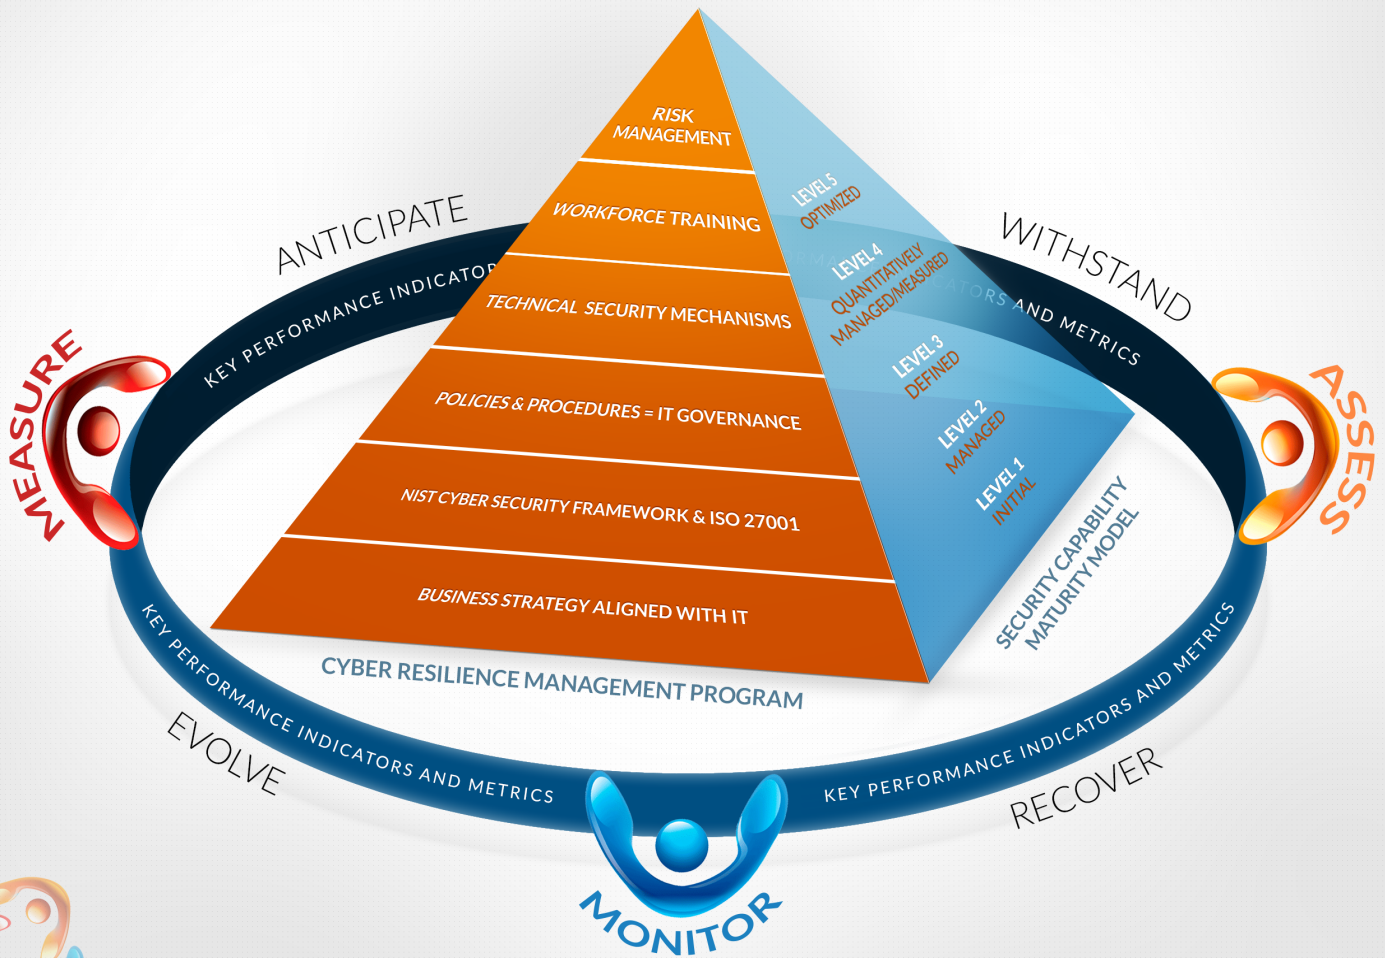 RISK
MANAGEMENT
WORKFORCE TRAINING
TECHNICAL SECURITY MECHANISMS
POLICIES & PROCEDURES = IT GOVERNANCE
NIST CYBER SECURITY FRAMEWORK & ISO 27001
BUSINESS STRATEGY ALIGNED WITH IT
CYBER RESILIENCE MANAGEMENT PROGRAM
LEVEL 5
OPTIMIZED
LEVEL 4
QUANTITATIVELY
MANAGED/MEASURED
LEVEL 3
DEFINED
LEVEL 2
MANAGED
LEVEL 1
INITIAL
SECURITY CAPABILITY
MATURITY MODEL
ANTICIPATE
KEY PERFORMANCE INDICATOR
WITHSTAND
AND METRICS
MEASURE
ASSESS
EVOLVE
KEY PERFORMANCE INDICATORS AND METRICS
RECOVER
KEY PERFORMANCE INDICATORS AND METRICS
MONITOR